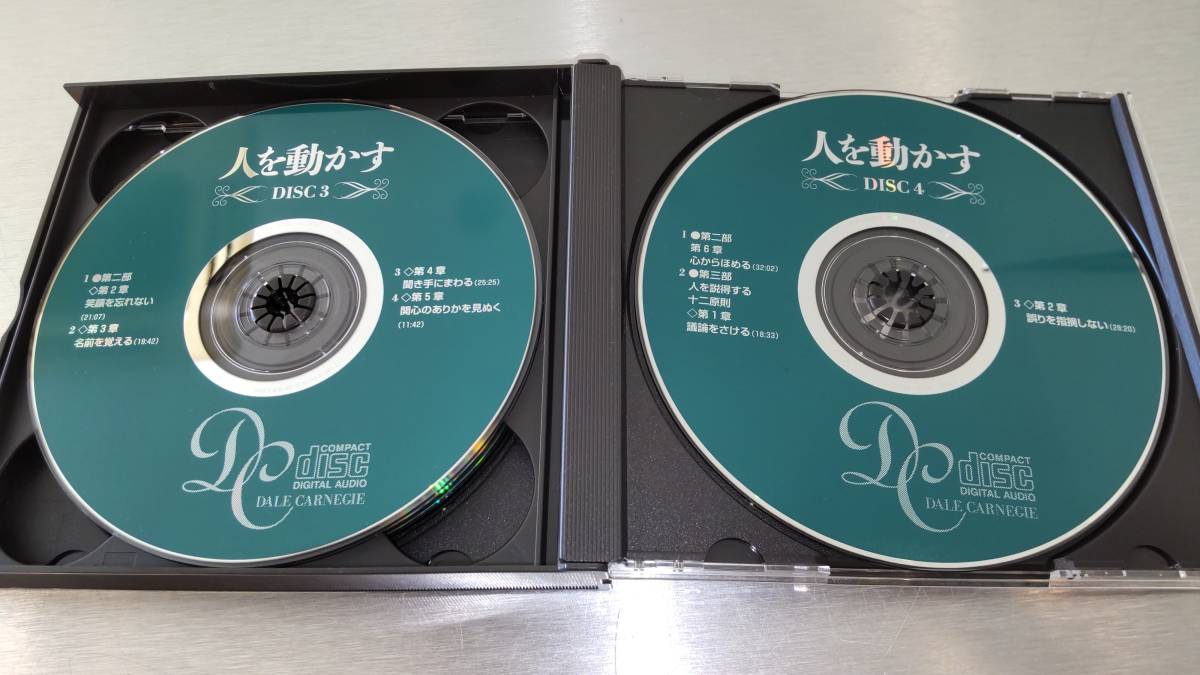 人を動かす
DISC 3
1 ●第二部
◇第2章
笑顔を忘れない
(21:07)
2 ◇第3章
名前を覚える(19:42)
3 ◇第4章
聞き手にまわる(25:25)
4 ◇第5章
関心のありかを見ぬく
(11:42)
DC
COMPACT
disc
DIGITAL AUDIO
DALE CARNEGIE
人を動かす
DISC 4
1 ●第二部
第6章
心からほめる(32:02)
2 ●第三部
人を説得する
十二原則
◇第1章
議論をさける(18:33)
3 ◇第2章
誤りを指摘しない(28:20)
DC
COMPACT
disc
DIGITAL AUDIO
DALE CARNEGIE